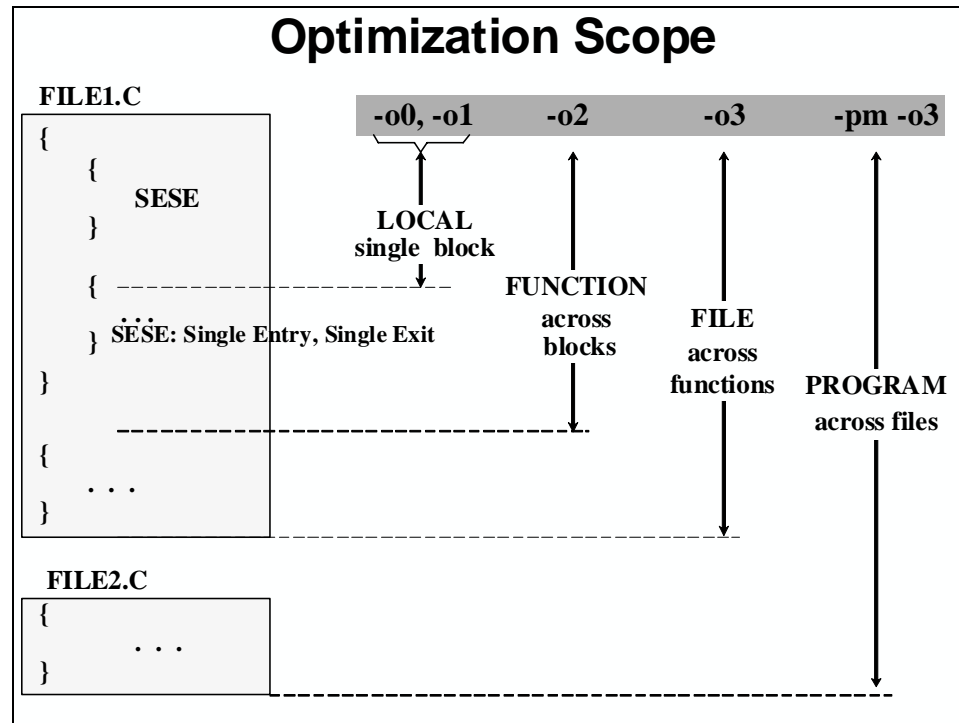 Optimization Scope
FILE1.C
-o0, -o1 -o2 -o3 -pm -o3
{
{
SESE
}
{
. . .
} SESE: Single Entry, Single Exit
}
{
. . .
}
LOCAL
single block
FUNCTION
across
blocks
FILE
across
functions
PROGRAM
across files
FILE2.C
{
. . .
}